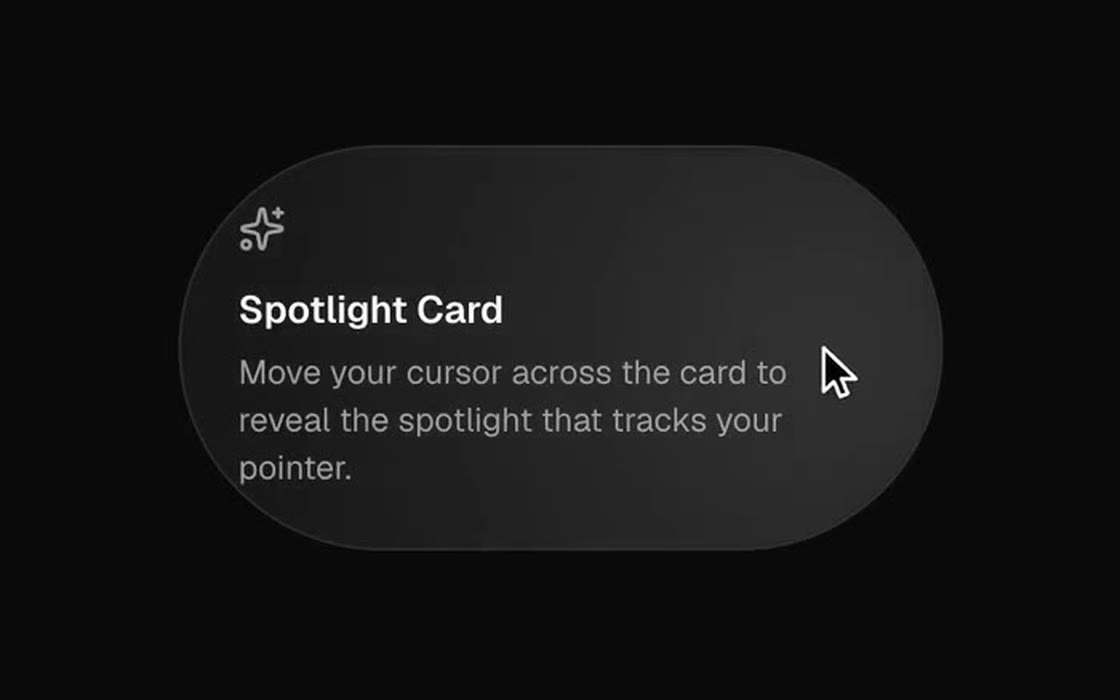 Spotlight Card
Move your cursor across the card to
reveal the spotlight that tracks your
pointer.